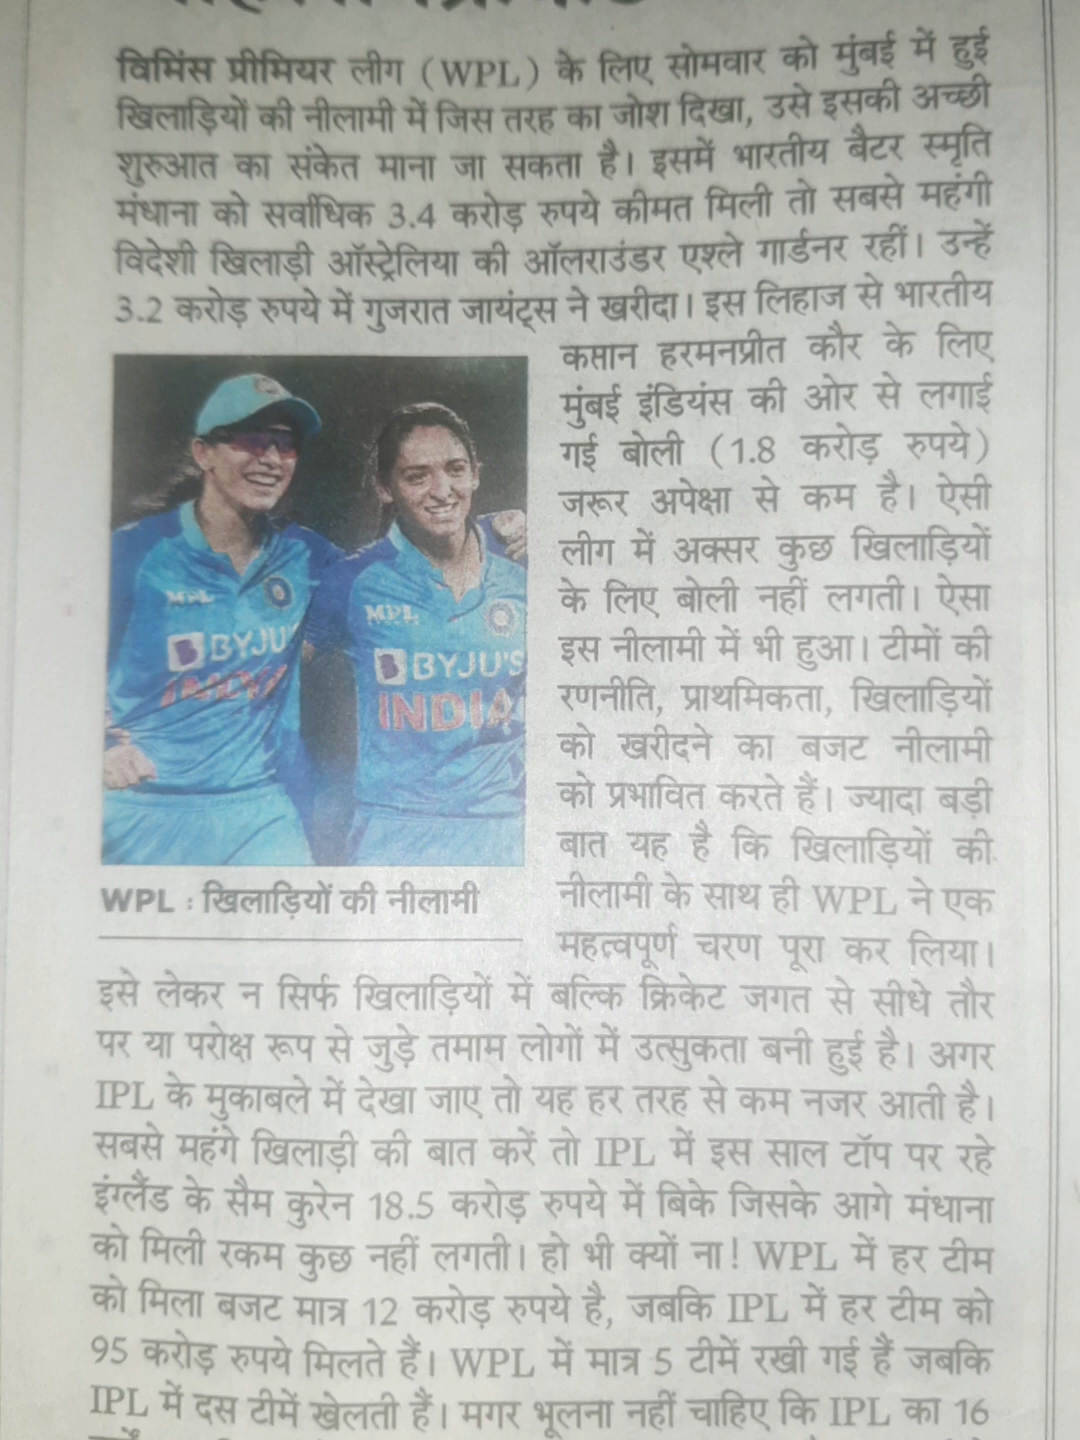 विमिंस प्रीमियर लीग (WPL) के लिए सोमवार को मुंबई में हुई
खिलाड़ियों की नीलामी में जिस तरह का जोश दिखा, उसे इसकी अच्छी
शुरुआत का संकेत माना जा सकता है। इसमें भारतीय बैटर स्मृति
मंधाना को सर्वाधिक 3.4 करोड़ रुपये कीमत मिली तो सबसे महंगी
विदेशी खिलाड़ी ऑस्ट्रेलिया की ऑलराउंडर एश्ले गार्डनर रहीं। उन्हें
3.2 करोड़ रुपये में गुजरात जायंट्स ने खरीदा। इस लिहाज से भारतीय
कप्तान हरमनप्रीत कौर के लिए
मुंबई इंडियंस की ओर से लगाई
गई बोली (1.8 करोड़ रुपये)
जरूर अपेक्षा से कम है। ऐसी
लीग में अक्सर कुछ खिलाड़ियों
के लिए बोली नहीं लगती। ऐसा
इस नीलामी में भी हुआ। टीमों की
रणनीति, प्राथमिकता, खिलाड़ियों
को खरीदने का बजट नीलामी
को प्रभावित करते हैं। ज्यादा बड़ी
बात यह है कि खिलाड़ियों की
नीलामी के साथ ही WPL ने एक
महत्वपूर्ण चरण पूरा कर लिया।
MPL
BYJU'
INDIA
MPL
BYJU'S
INDIA
WPL : खिलाड़ियों की नीलामी
इसे लेकर न सिर्फ खिलाड़ियों में बल्कि क्रिकेट जगत से सीधे तौर
पर या परोक्ष रूप से जुड़े तमाम लोगों में उत्सुकता बनी हुई है। अगर
IPL के मुकाबले में देखा जाए तो यह हर तरह से कम नजर आती है।
सबसे महंगे खिलाड़ी की बात करें तो IPL में इस साल टॉप पर रहे
इंग्लैंड के सैम कुरेन 18.5 करोड़ रुपये में बिके जिसके आगे मंधाना
को मिली रकम कुछ नहीं लगती। हो भी क्यों ना! WPL में हर टीम
को मिला बजट मात्र 12 करोड़ रुपये है, जबकि IPL में हर टीम को
95 करोड़ रुपये मिलते हैं। WPL में मात्र 5 टीमें रखी गई हैं जबकि
IPL में दस टीमें खेलती हैं। मगर भूलना नहीं चाहिए कि IPL का 16